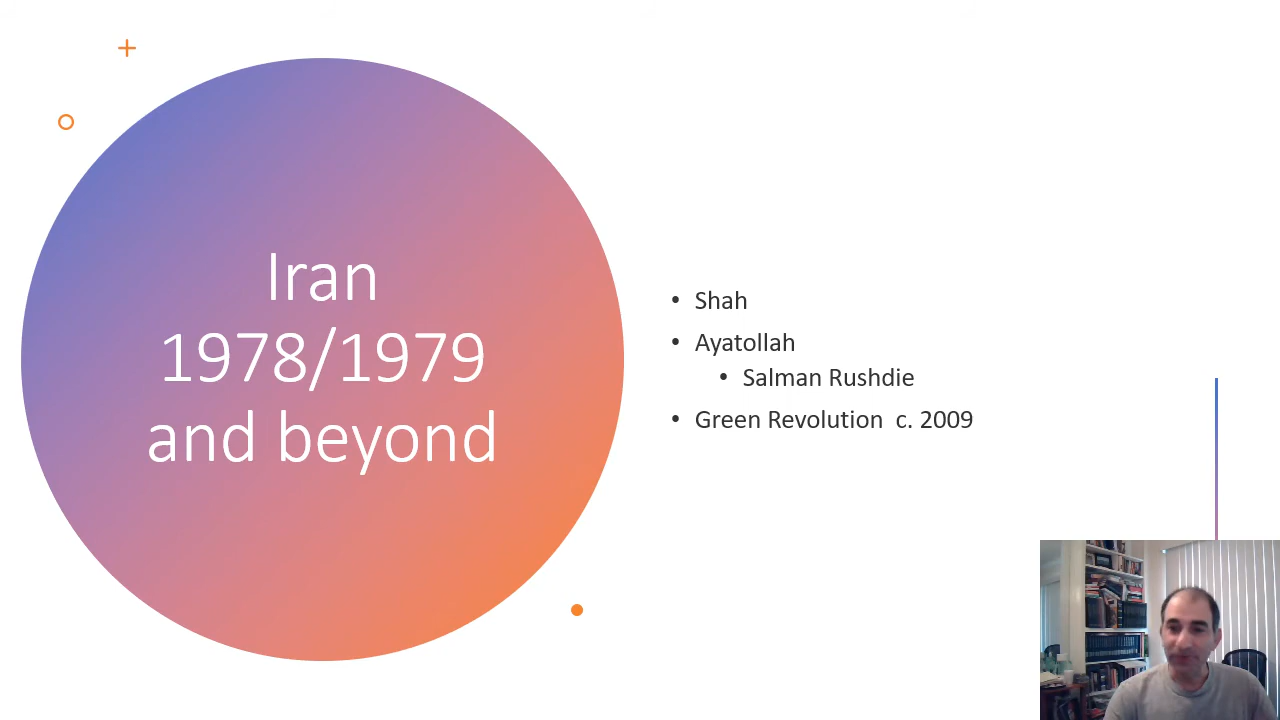 Iran
1978/1979
and beyond
• Shah
• Ayatollah
• Salman Rushdie
• Green Revolution c. 2009